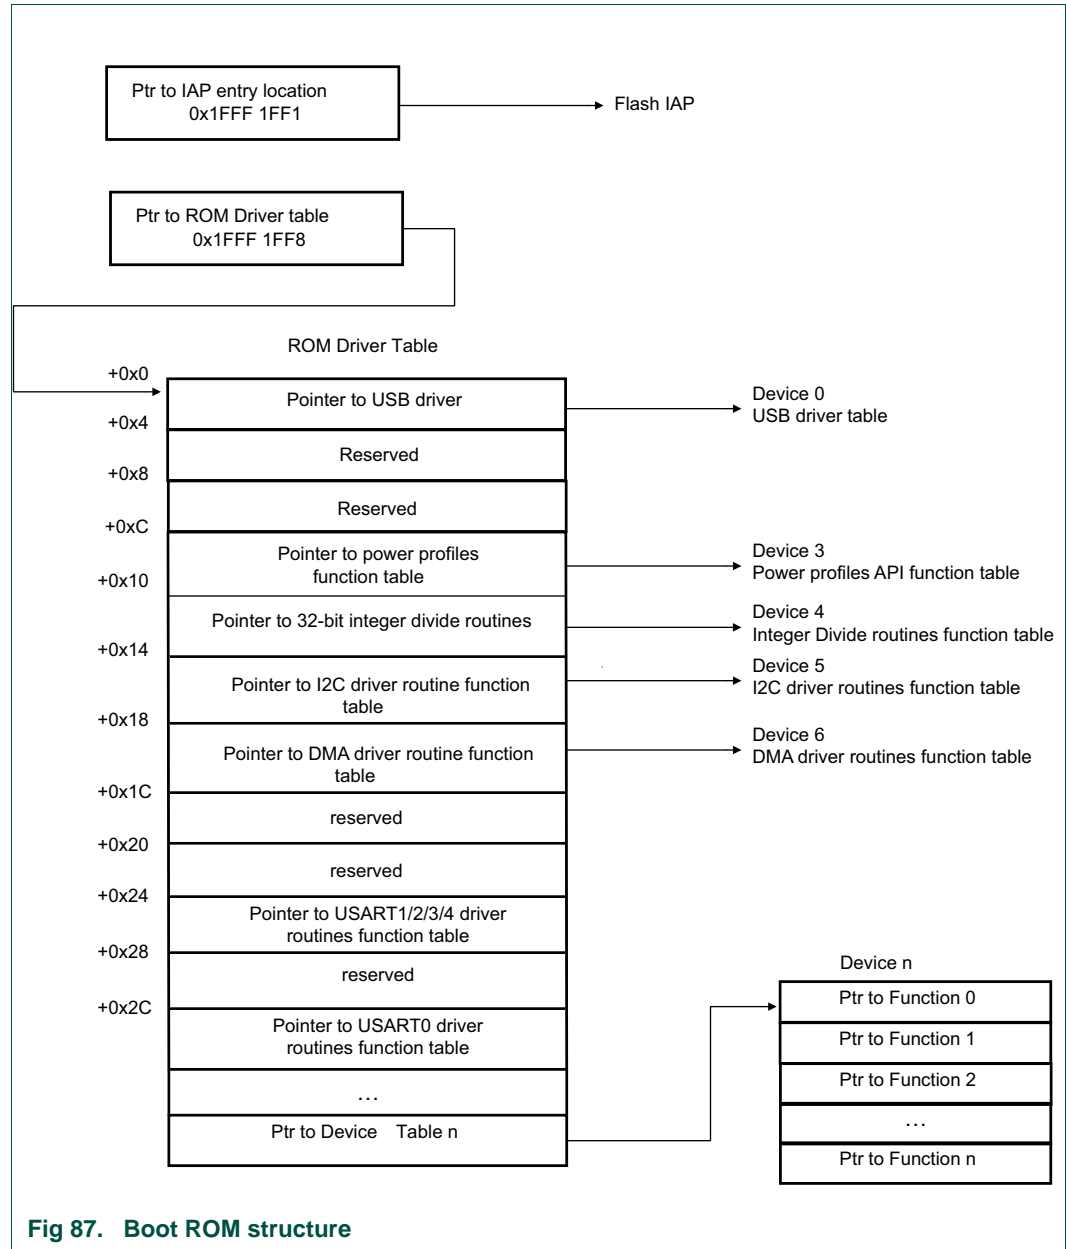 Ptr to IAP entry location
0x1FFF 1FF1
Flash IAP
Ptr to ROM Driver table
0x1FFF 1FF8
ROM Driver Table
+0x0
Pointer to USB driver
Device 0
USB driver table
+0x4
Reserved
+0x8
Reserved
+0xC
Pointer to power profiles
function table
Device 3
Power profiles API function table
+0x10
Pointer to 32-bit integer divide routines
Device 4
Integer Divide routines function table
+0x14
Pointer to I2C driver routine function
table
Device 5
I2C driver routines function table
+0x18
Pointer to DMA driver routine function
table
Device 6
DMA driver routines function table
+0x1C
reserved
+0x20
reserved
+0x24
Pointer to USART1/2/3/4 driver
routines function table
+0x28
reserved
+0x2C
Pointer to USART0 driver
routines function table
...
Ptr to Device Table n
Device n
Ptr to Function 0
Ptr to Function 1
Ptr to Function 2
...
Ptr to Function n
Fig 87. Boot ROM structure